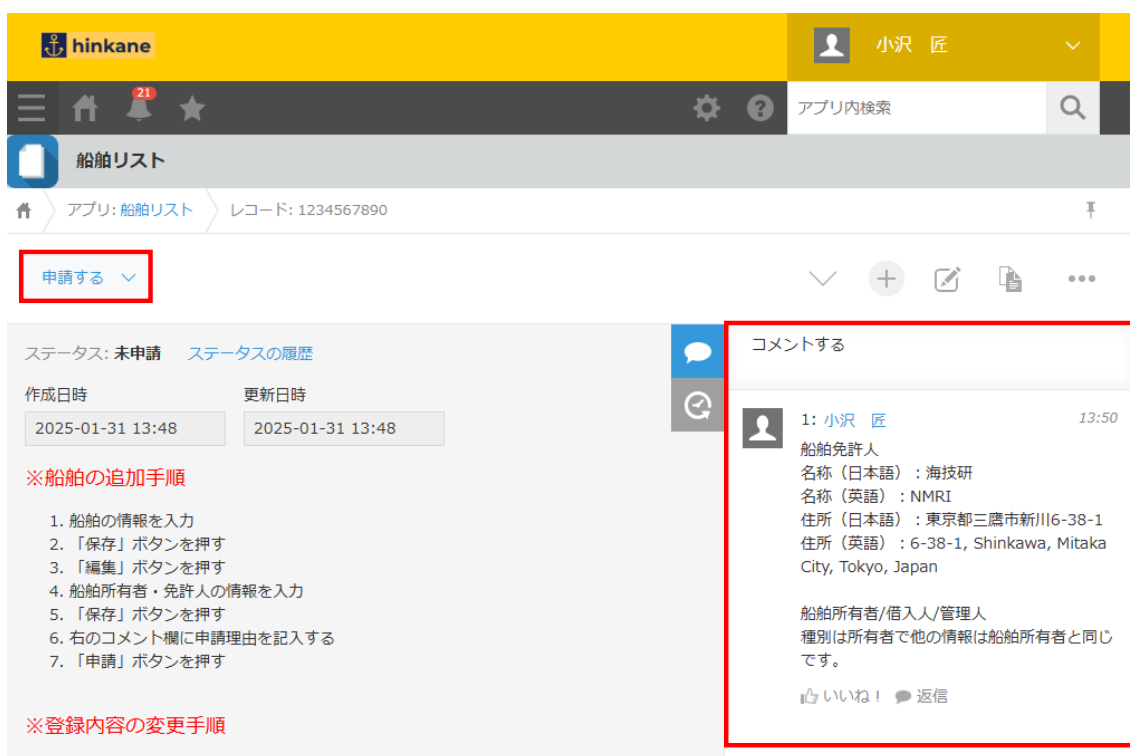 hinkane
小沢 匠
21
アプリ内検索
船舶リスト
アプリ: 船舶リスト レコード: 1234567890
申請する
ステータス: 未申請 ステータスの履歴
作成日時 更新日時
2025-01-31 13:48 2025-01-31 13:48
※船舶の追加手順
1. 船舶の情報を入力
2. 「保存」ボタンを押す
3. 「編集」ボタンを押す
4. 船舶所有者・免許人の情報を入力
5. 「保存」ボタンを押す
6. 右のコメント欄に申請理由を記入する
7. 「申請」ボタンを押す
※登録内容の変更手順
コメントする
1: 小沢 匠 13:50
船舶免許人
名称（日本語）：海技研
名称（英語）：NMRI
住所（日本語）：東京都三鷹市新川6-38-1
住所（英語）：6-38-1, Shinkawa, Mitaka
City, Tokyo, Japan
船舶所有者/借入人/管理人
種別は所有者で他の情報は船舶所有者と同じ
です。
いいね！ 返信